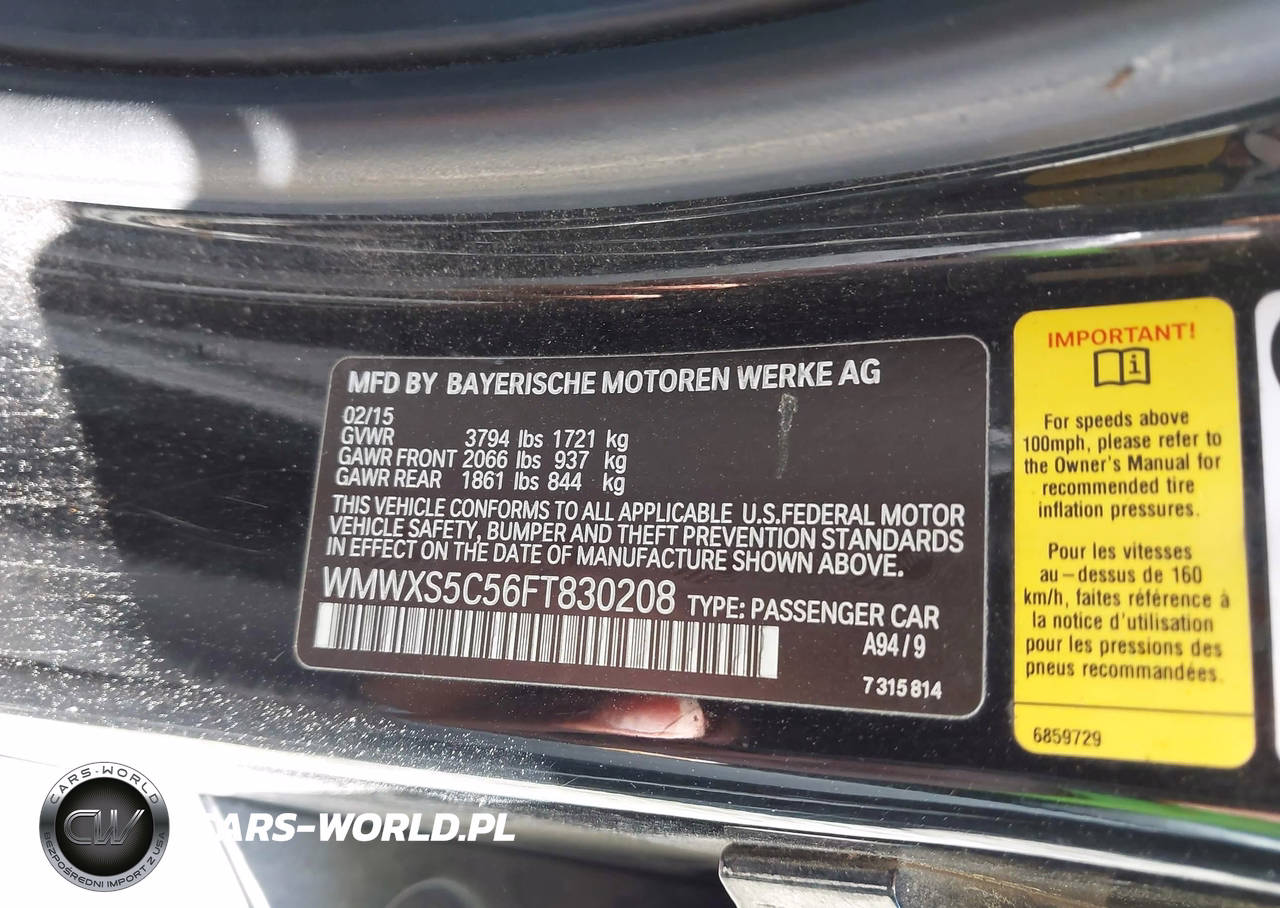 MFD BY BAYERISCHE MOTOREN WERKE AG
02/15
GVWR 3794 lbs 1721 kg
GAWR FRONT 2066 lbs 937 kg
GAWR REAR 1861 lbs 844 kg
THIS VEHICLE CONFORMS TO ALL APPLICABLE U.S.FEDERAL MOTOR
VEHICLE SAFETY, BUMPER AND THEFT PREVENTION STANDARDS
IN EFFECT ON THE DATE OF MANUFACTURE SHOWN ABOVE.
WMWXS5C56FT830208 TYPE: PASSENGER CAR
A94/9
7315814
IMPORTANT!
i
For speeds above
100mph, please refer to
the Owner's Manual for
recommended tire
inflation pressures.
Pour les vitesses
au-dessus de 160
km/h, faites référence à
la notice d'utilisation
pour les pressions des
pneus recommandées.
6859729
CARS-WORLD
CW
BEZPOŚREDNI IMPORT Z USA
CARS-WORLD.PL